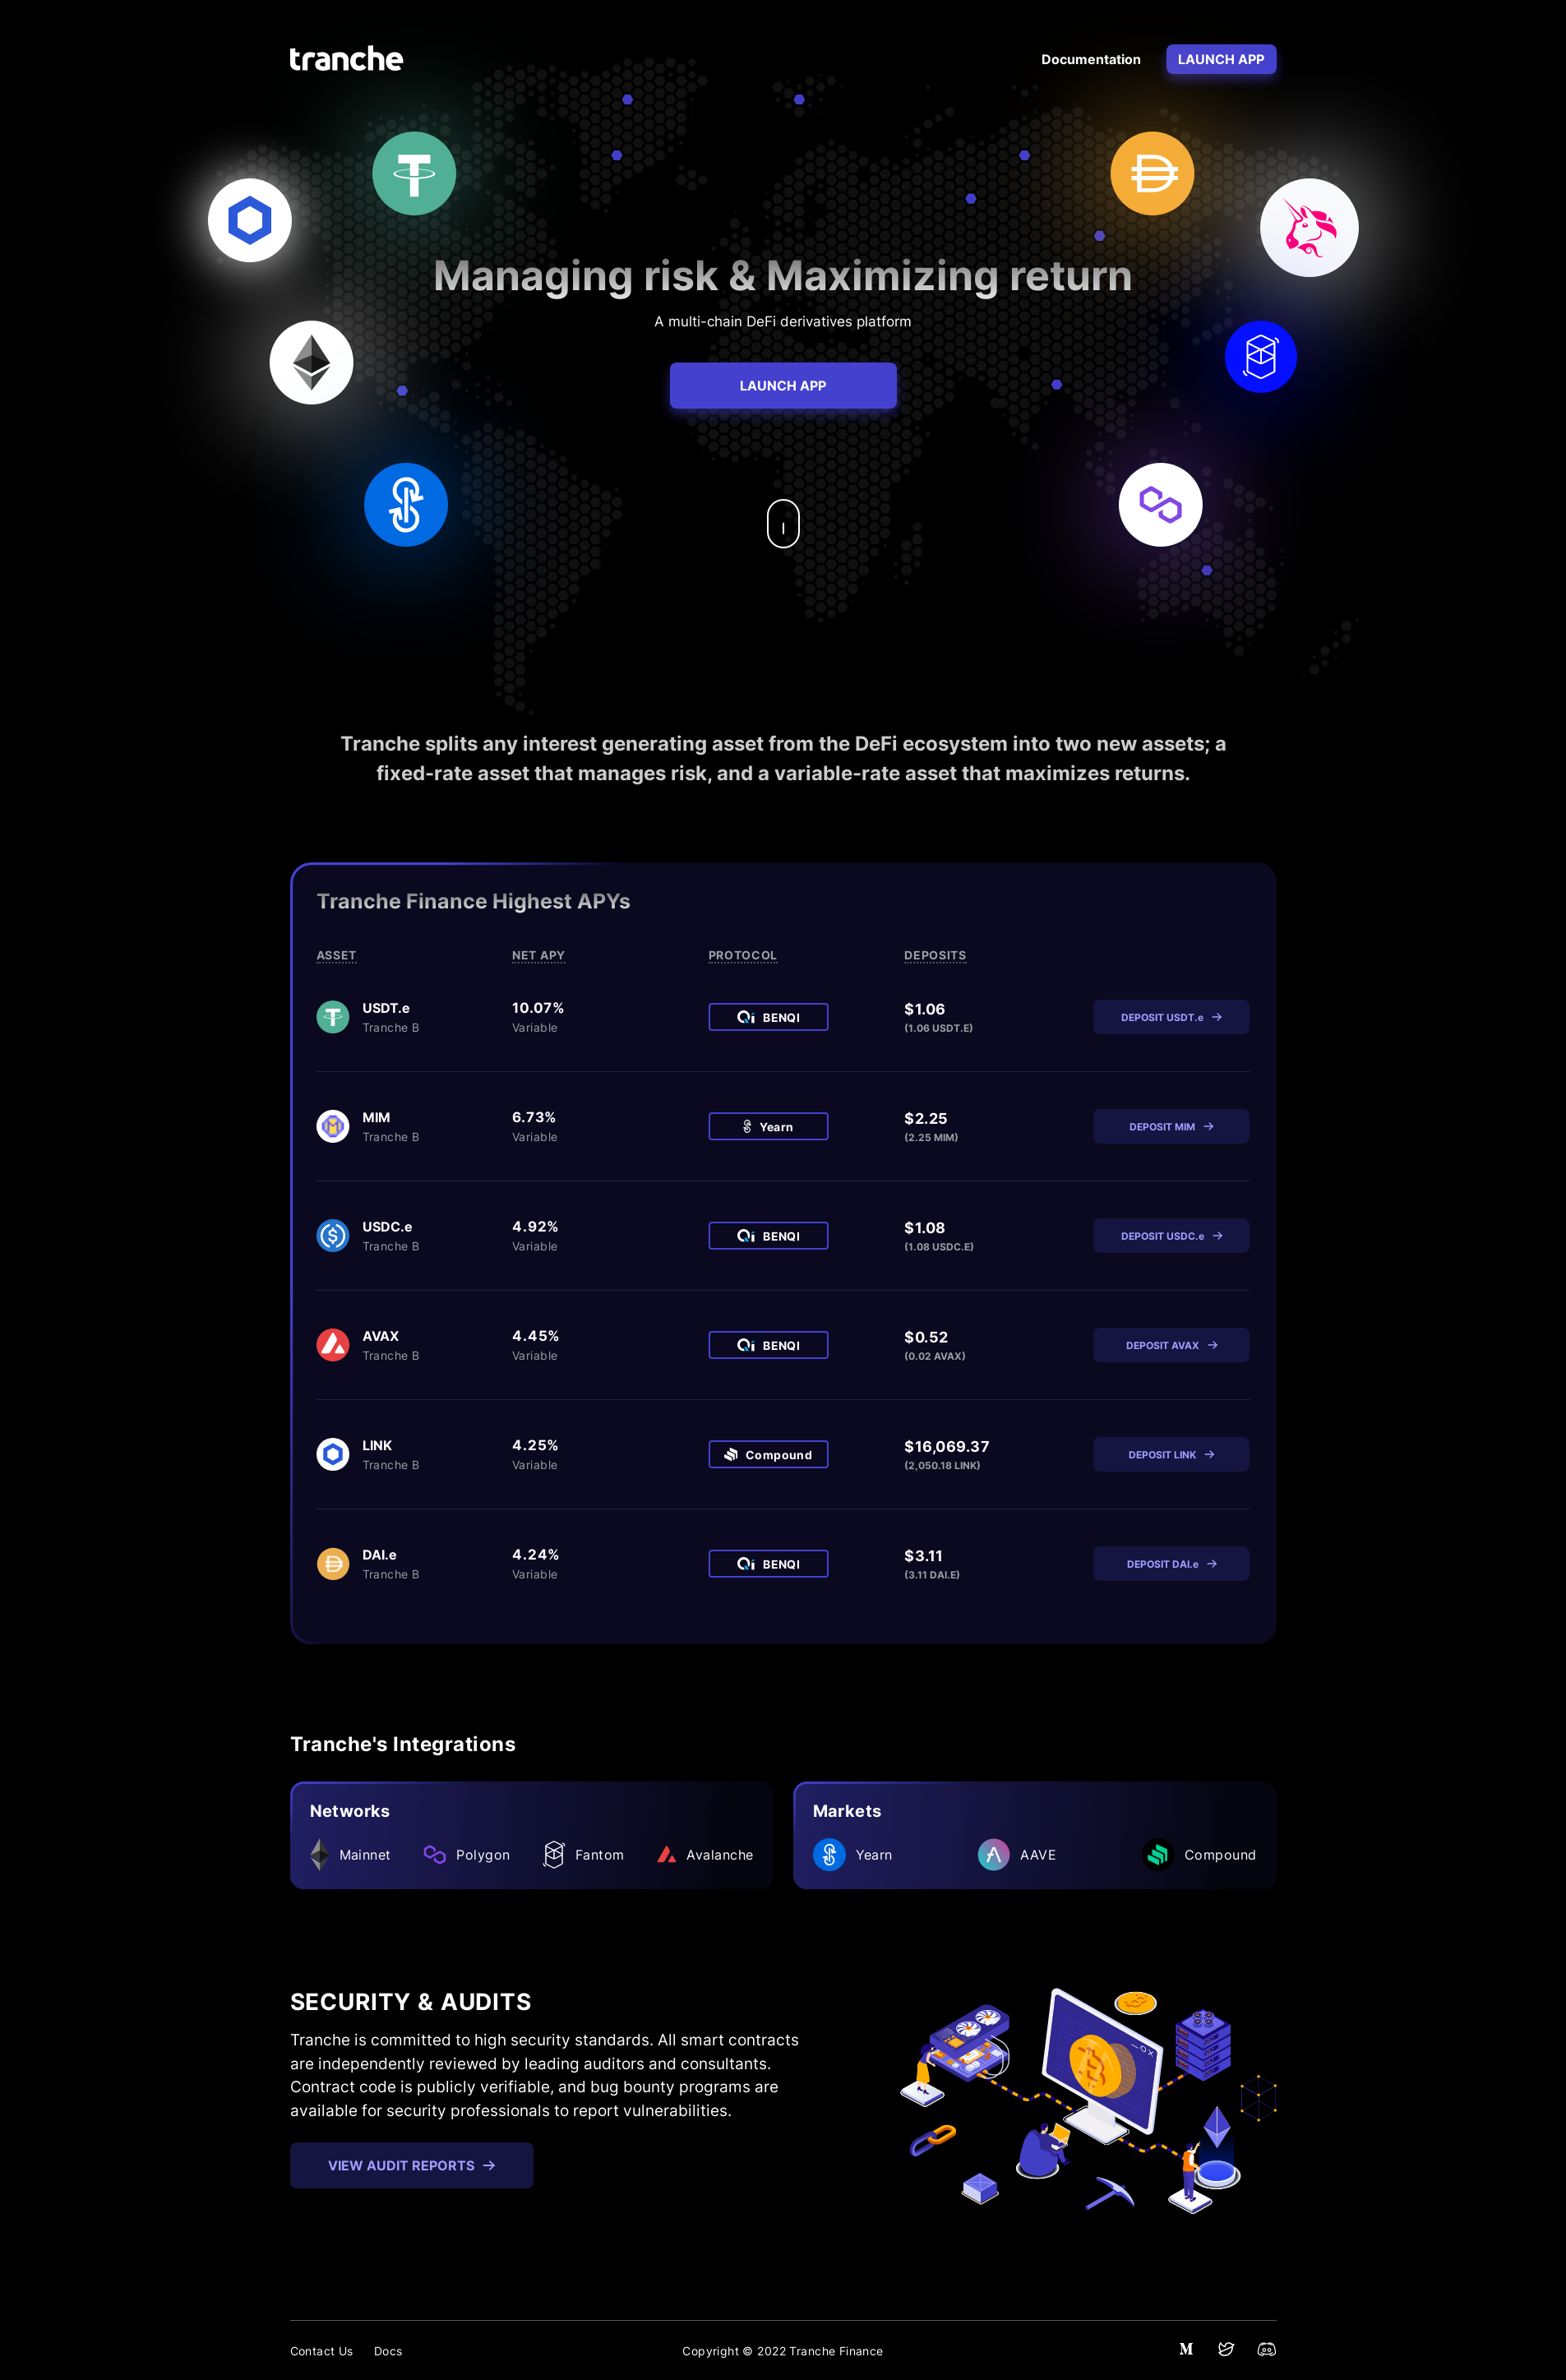 tranche
Documentation
LAUNCH APP
Managing risk & Maximizing return
A multi-chain DeFi derivatives platform
LAUNCH APP
Tranche splits any interest generating asset from the DeFi ecosystem into two new assets; a
fixed-rate asset that manages risk, and a variable-rate asset that maximizes returns.
Tranche Finance Highest APYs
ASSET NET APY PROTOCOL DEPOSITS
USDT.e 10.07% BENQI $1.06 DEPOSIT USDT.e
Tranche B Variable (1.06 USDT.E)
MIM 6.73% Yearn $2.25 DEPOSIT MIM
Tranche B Variable (2.25 MIM)
USDC.e 4.92% BENQI $1.08 DEPOSIT USDC.e
Tranche B Variable (1.08 USDC.E)
AVAX 4.45% BENQI $0.52 DEPOSIT AVAX
Tranche B Variable (0.02 AVAX)
LINK 4.25% Compound $16,069.37 DEPOSIT LINK
Tranche B Variable (2,050.18 LINK)
DAI.e 4.24% BENQI $3.11 DEPOSIT DAI.e
Tranche B Variable (3.11 DAI.E)
Tranche's Integrations
Networks
Mainnet Polygon Fantom Avalanche
Markets
Yearn AAVE Compound
SECURITY & AUDITS
Tranche is committed to high security standards. All smart contracts
are independently reviewed by leading auditors and consultants.
Contract code is publicly verifiable, and bug bounty programs are
available for security professionals to report vulnerabilities.
VIEW AUDIT REPORTS
Contact Us Docs Copyright © 2022 Tranche Finance